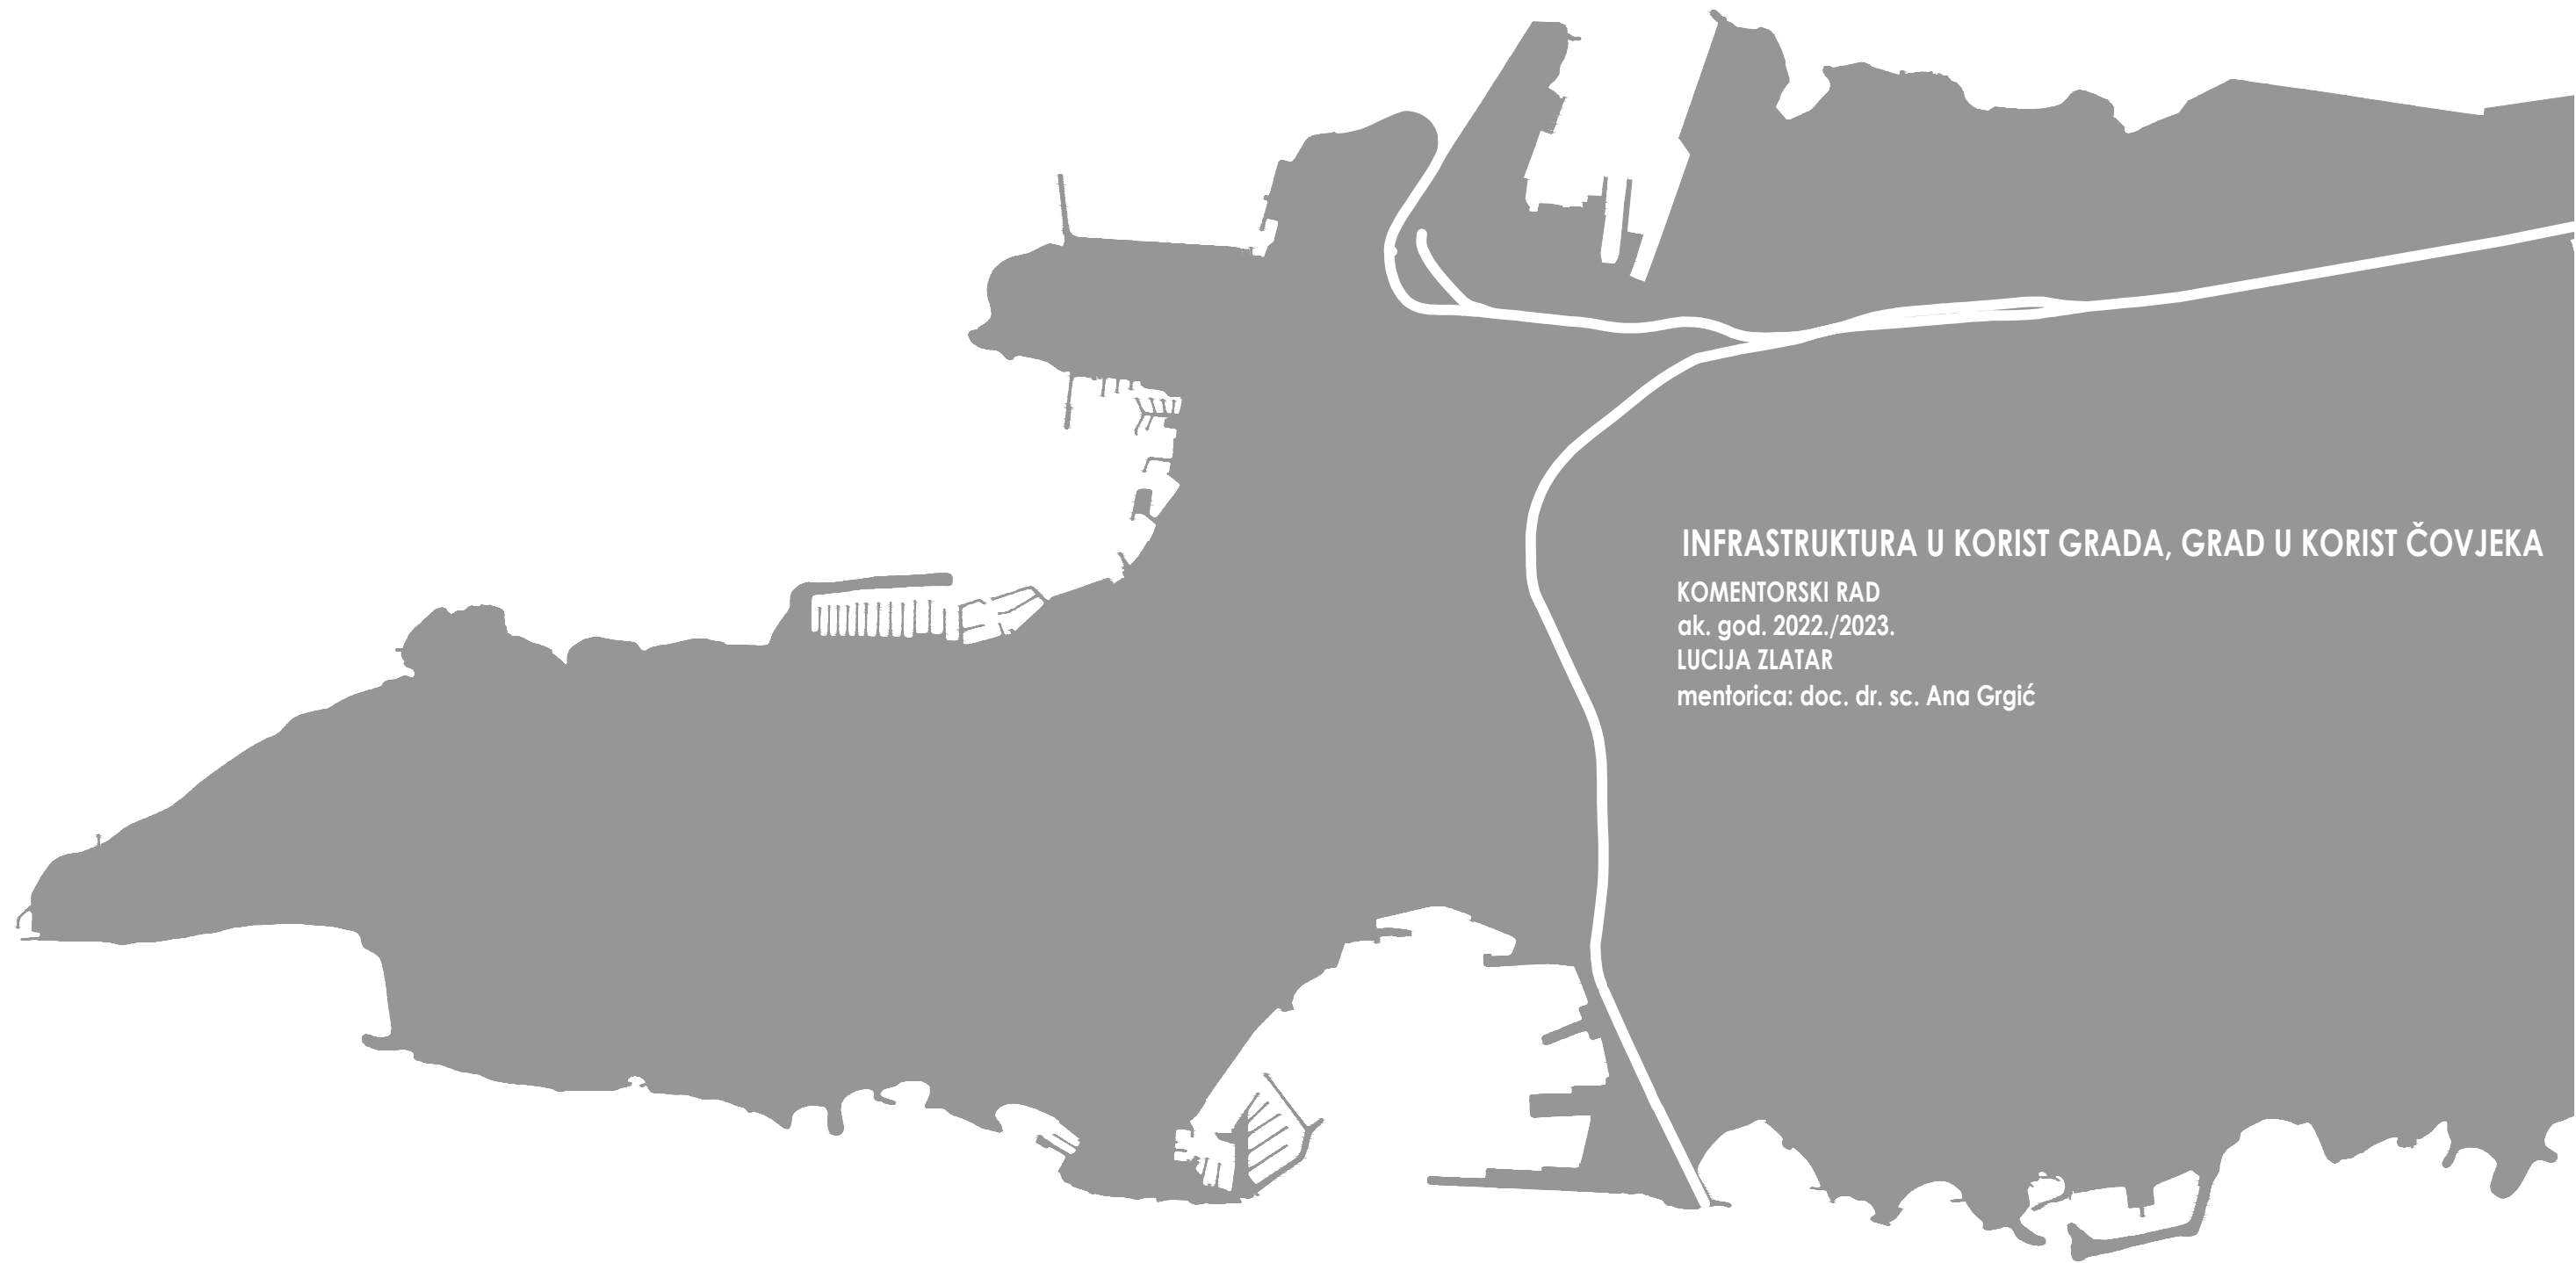 INFRASTRUKTURA U KORIST GRADA, GRAD U KORIST ČOVJEKA
KOMENTORSKI RAD
ak. god. 2022./2023.
LUCIJA ZLATAR
mentorica: doc. dr. sc. Ana Grgić